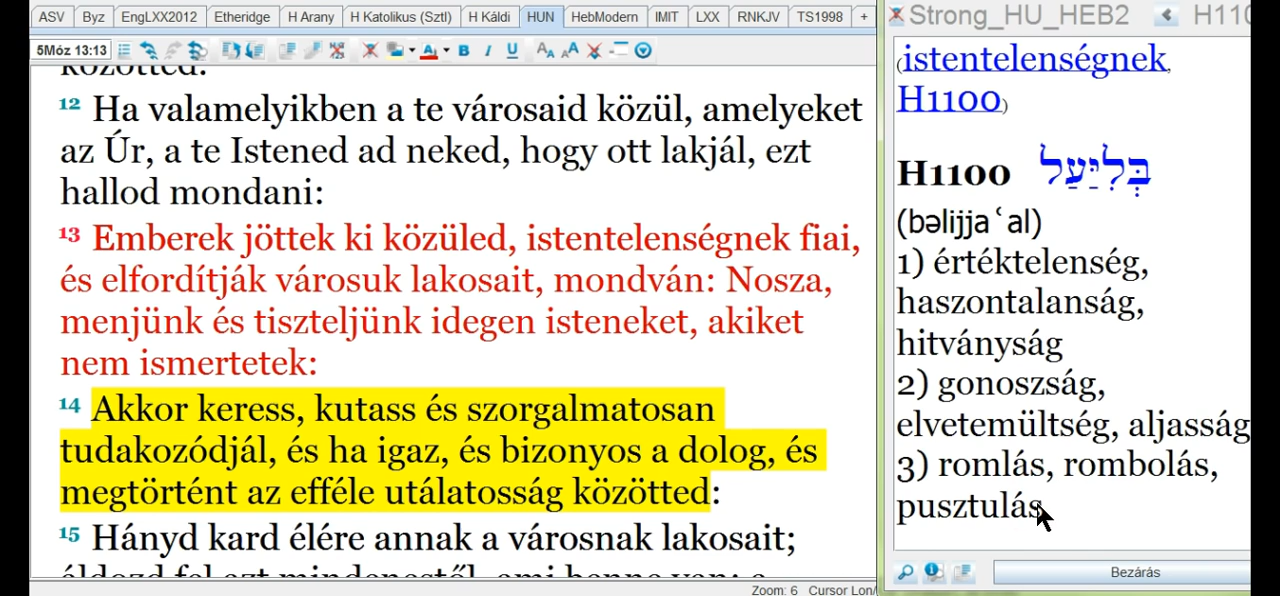 ASV Byz EngLXX2012 Etheridge H Arany H Katolikus (Sztl) H Káldi HUN HebModern IMIT LXX RNKJV TS1998 +
5Móz 13:13
12 Ha valamelyikben a te városaid közül, amelyeket
az Úr, a te Istened ad neked, hogy ott lakjál, ezt
hallod mondani:
13 Emberek jöttek ki közüled, istentelenségnek fiai,
és elfordítják városuk lakosait, mondván: Nosza,
menjünk és tiszteljünk idegen isteneket, akiket
nem ismertetek:
14 Akkor keress, kutass és szorgalmatosan
tudakozódjál, és ha igaz, és bizonyos a dolog, és
megtörtént az efféle utálatosság közötted:
15 Hányd kard élére annak a városnak lakosait;
Zoom: 6 Cursor Lon/
Strong_HU_HEB2 H110
(istentelenségnek,
H1100)
H1100 בְּלִיַּעַל
(bəlijjaʿal)
1) értéktelenség,
haszontalanság,
hitványság
2) gonoszság,
elvetemültség, aljasság
3) romlás, rombolás,
pusztulás
Bezárás